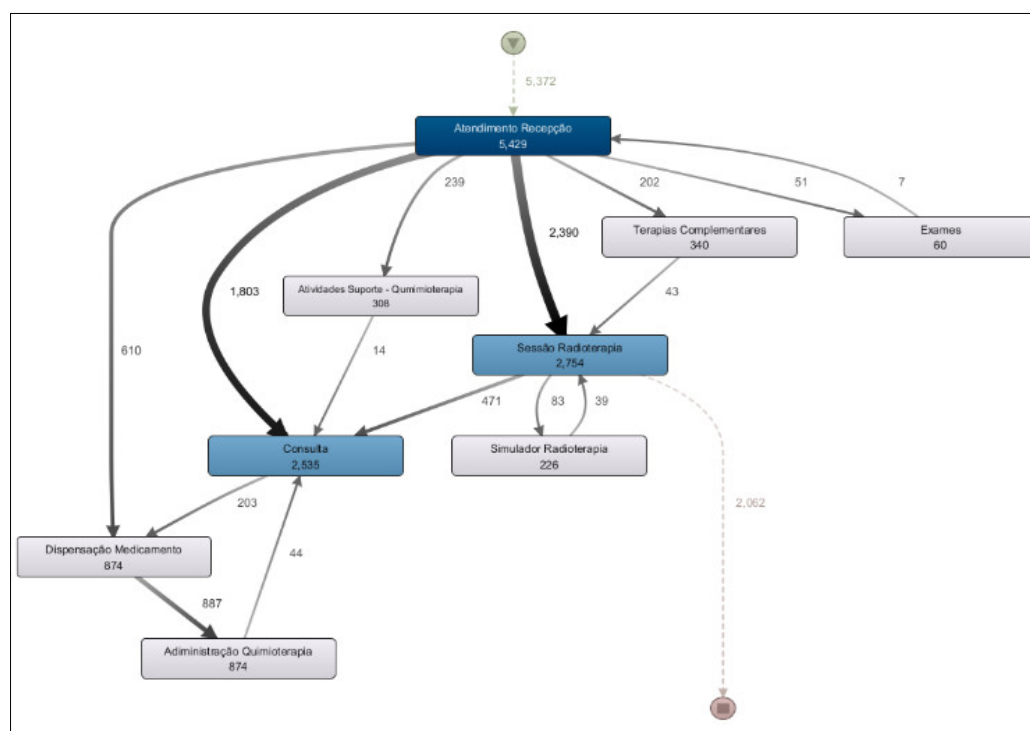 5,372
Atendimento Recepção
5,429
239
202
51
7
2,390
Terapias Complementares
340
Exames
60
1,803
Atividades Suporte - Qumimioterapia
308
43
610
14
Sessão Radioterapia
2,754
471
83
39
Consulta
2,535
Simulador Radioterapia
226
203
2,062
Dispensação Medicamento
874
44
887
Adiministração Quimioterapia
874